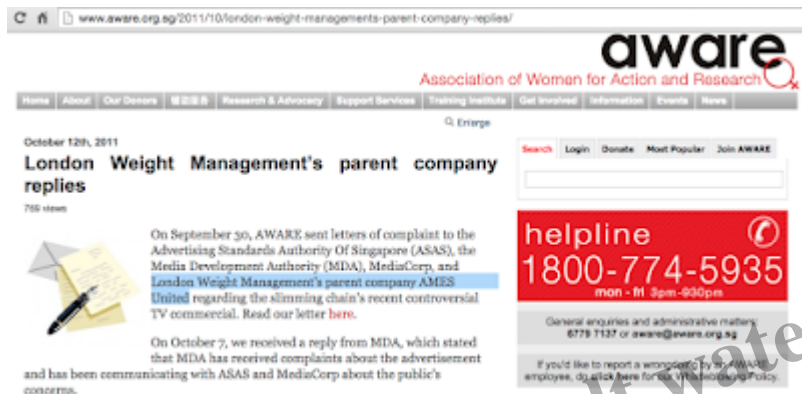 www.aware.org.sg/2011/10/london-weight-managements-parent-company-replies/
aware
Association of Women for Action and Research
Home About Our Donors Research & Advocacy Support Services Training Institute Get Involved Information Events News
Enlarge
October 12th, 2011
London Weight Management's parent company
replies
769 views
On September 30, AWARE sent letters of complaint to the
Advertising Standards Authority Of Singapore (ASAS), the
Media Development Authority (MDA), MediaCorp, and
London Weight Management's parent company AMES
United regarding the slimming chain's recent controversial
TV commercial. Read our letter here.
On October 7, we received a reply from MDA, which stated
that MDA has received complaints about the advertisement
and has been communicating with ASAS and MediaCorp about the public's
concerns.
Search Login Donate Most Popular Join AWARE
helpline
1800-774-5935
mon - fri 3pm-930pm
General enquiries and administrative matters:
6779 7137 or aware@aware.org.sg
If you'd like to report a wrongdoing by an AWARE
employee, do click here for our Whistleblowing Policy.